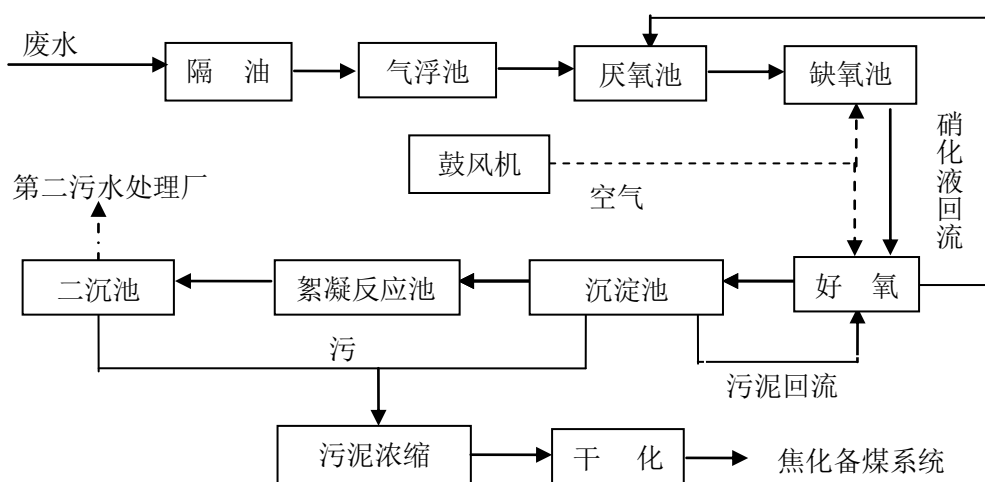 废水
隔 油
气浮池
厌氧池
缺氧池
鼓风机
空气
硝化液回流
第二污水处理厂
二沉池
絮凝反应池
沉淀池
好 氧
污
污泥回流
污泥浓缩
干 化
焦化备煤系统